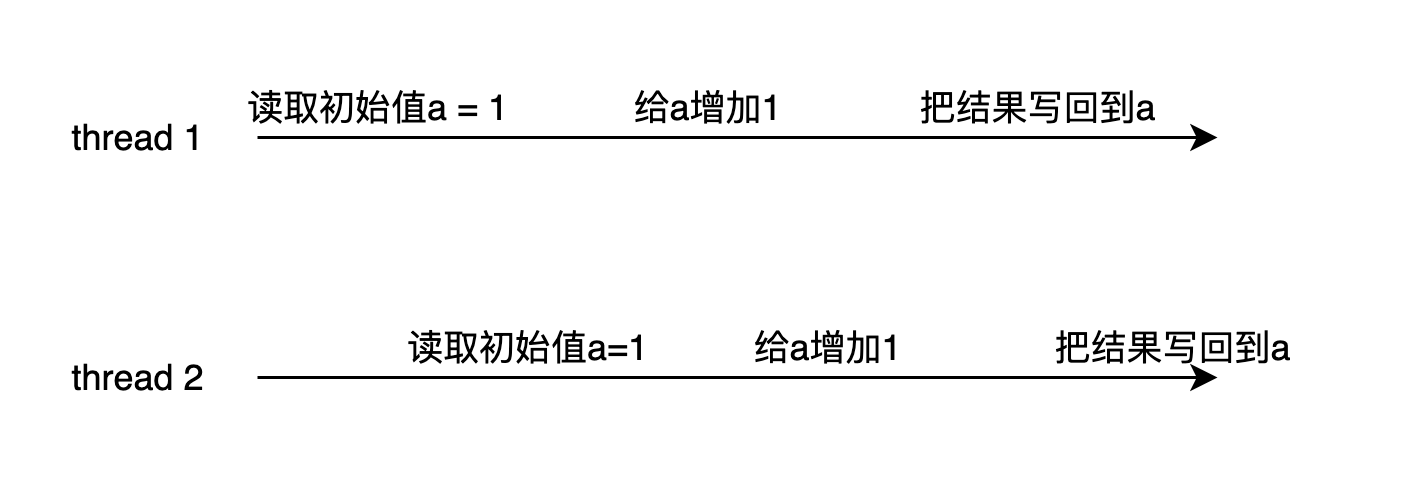 读取初始值a = 1 给a增加1 把结果写回到a
thread 1
读取初始值a=1 给a增加1 把结果写回到a
thread 2